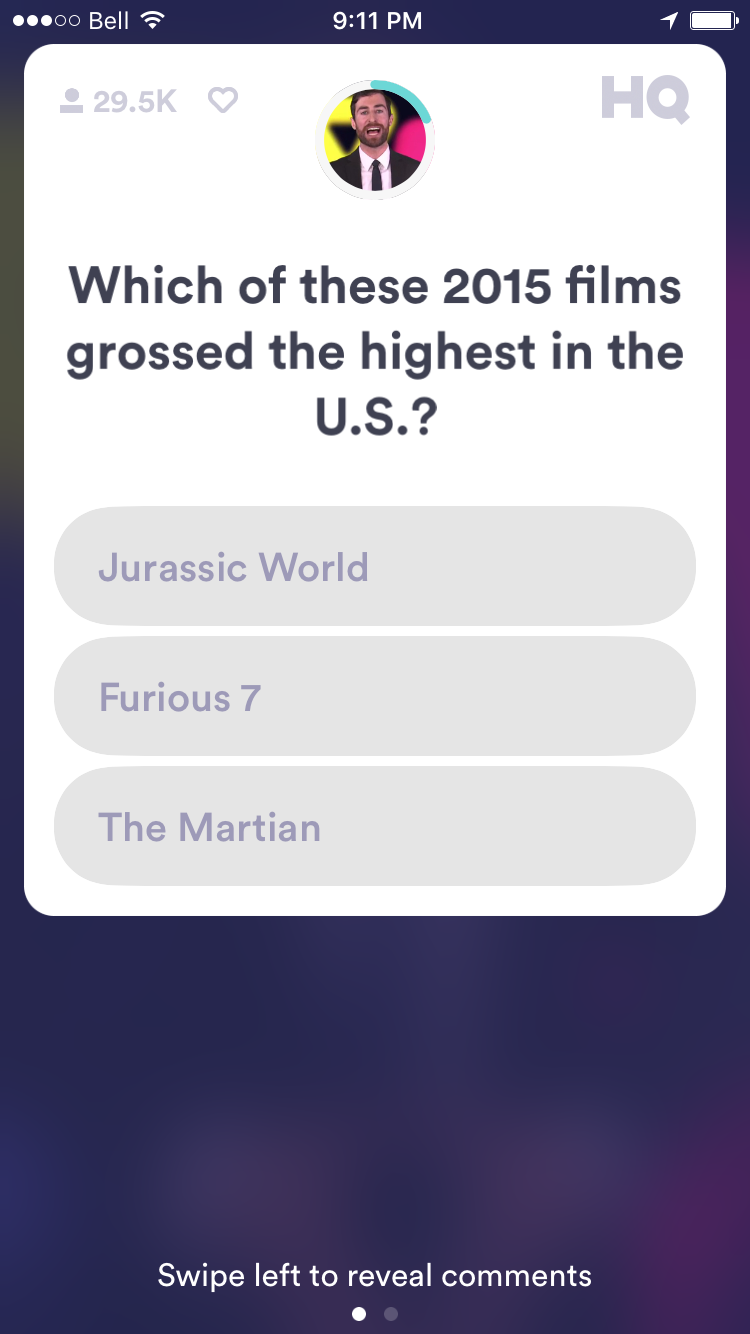 Bell 9:11 PM
29.5K HQ
Which of these 2015 films
grossed the highest in the
U.S.?
Jurassic World
Furious 7
The Martian
Swipe left to reveal comments